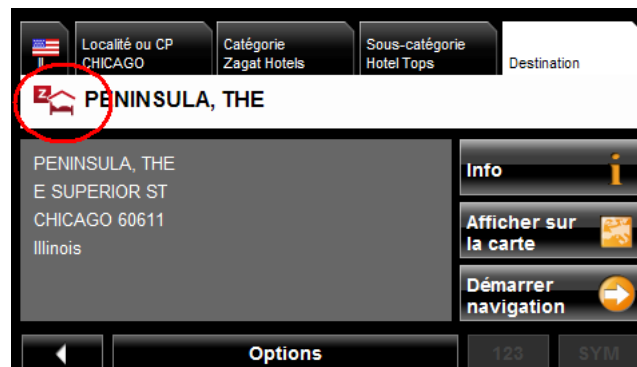 IL
Localité ou CP
CHICAGO
Catégorie
Zagat Hotels
Sous-catégorie
Hotel Tops
Destination
Z
PENINSULA, THE
PENINSULA, THE
E SUPERIOR ST
CHICAGO 60611
Illinois
Info
i
Afficher sur
la carte
Démarrer
navigation
Options
123
SYM